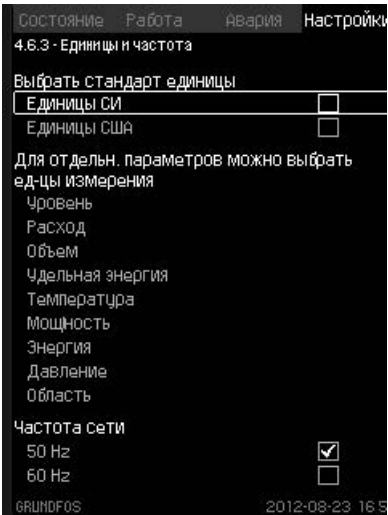 Состояние Работа Авария Настройки
4.6.3 - Единицы и частота
Выбрать стандарт единицы
Единицы СИ
Единицы США
Для отдельн. параметров можно выбрать
ед-цы измерения
Уровень
Расход
Объем
Удельная энергия
Температура
Мощность
Энергия
Давление
Область
Частота сети
50 Hz
60 Hz
GRUNDFOS 2012-08-23 16:5